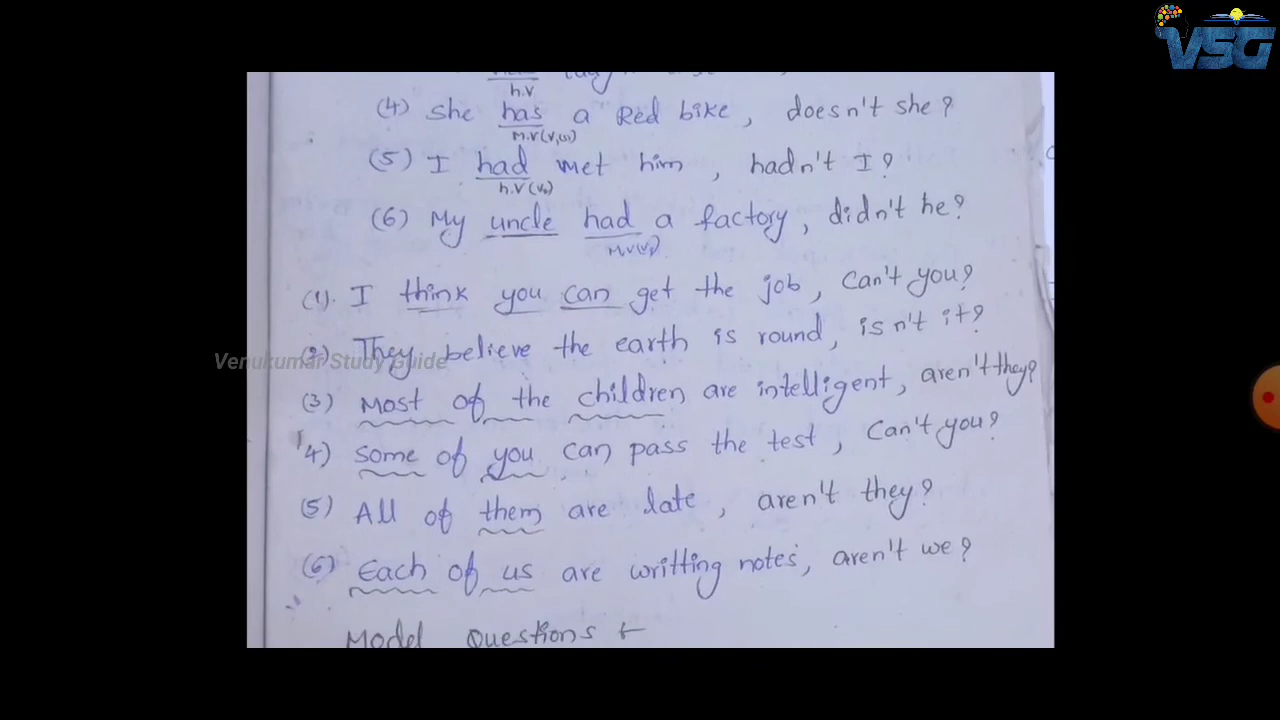 VSG
h.v
(4) She has a Red bike, doesn't she?
M.V(V,(s))
(5) I had met him, hadn't I?
h.v(v₂)
(6) My uncle had a factory, didn't he?
M.V(V₂)
(1). I think you can get the job, can't you?
(2) They believe the earth is round, isn't it?
Venukumar Study Guide
(3) Most of the children are intelligent, aren't they?
4) some of you can pass the test, can't you?
(5) All of them are late, aren't they?
(6) Each of us are writting notes, aren't we?
Model Questions